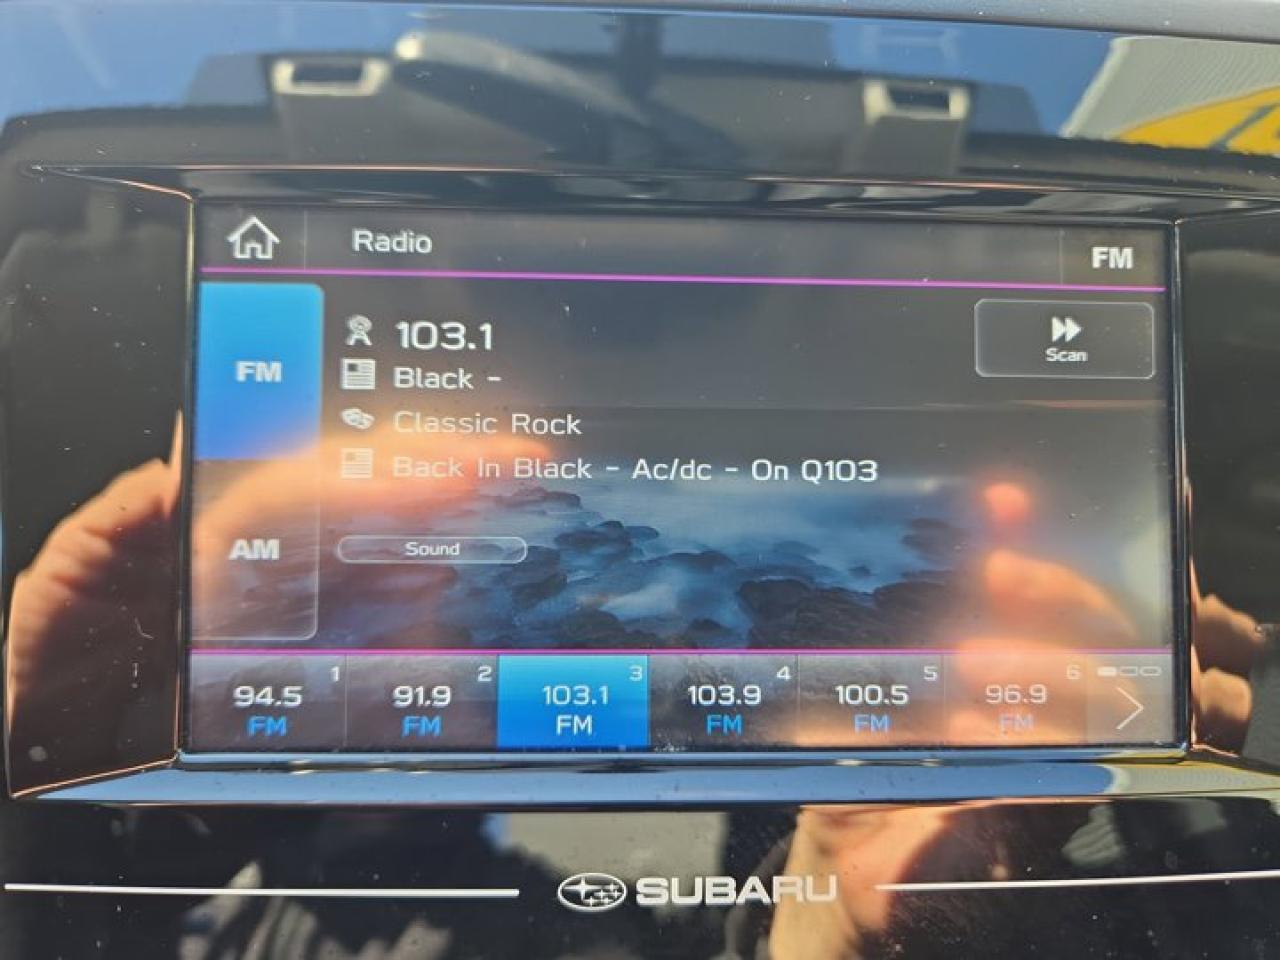 Radio
FM
103.1
Scan
Black -
FM
Classic Rock
Back In Black - Ac/dc - On Q103
AM
Sound
1 2 3 4 5 6
94.5 91.9 103.1 103.9 100.5 96.9
FM FM FM FM FM FM
SUBARU